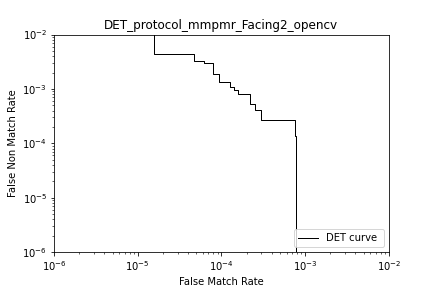 DET_protocol_mmpmr_Facing2_opencv
False Non Match Rate
10⁻²
10⁻³
10⁻⁴
10⁻⁵
10⁻⁶
DET curve
10⁻⁶ 10⁻⁵ 10⁻⁴ 10⁻³ 10⁻²
False Match Rate